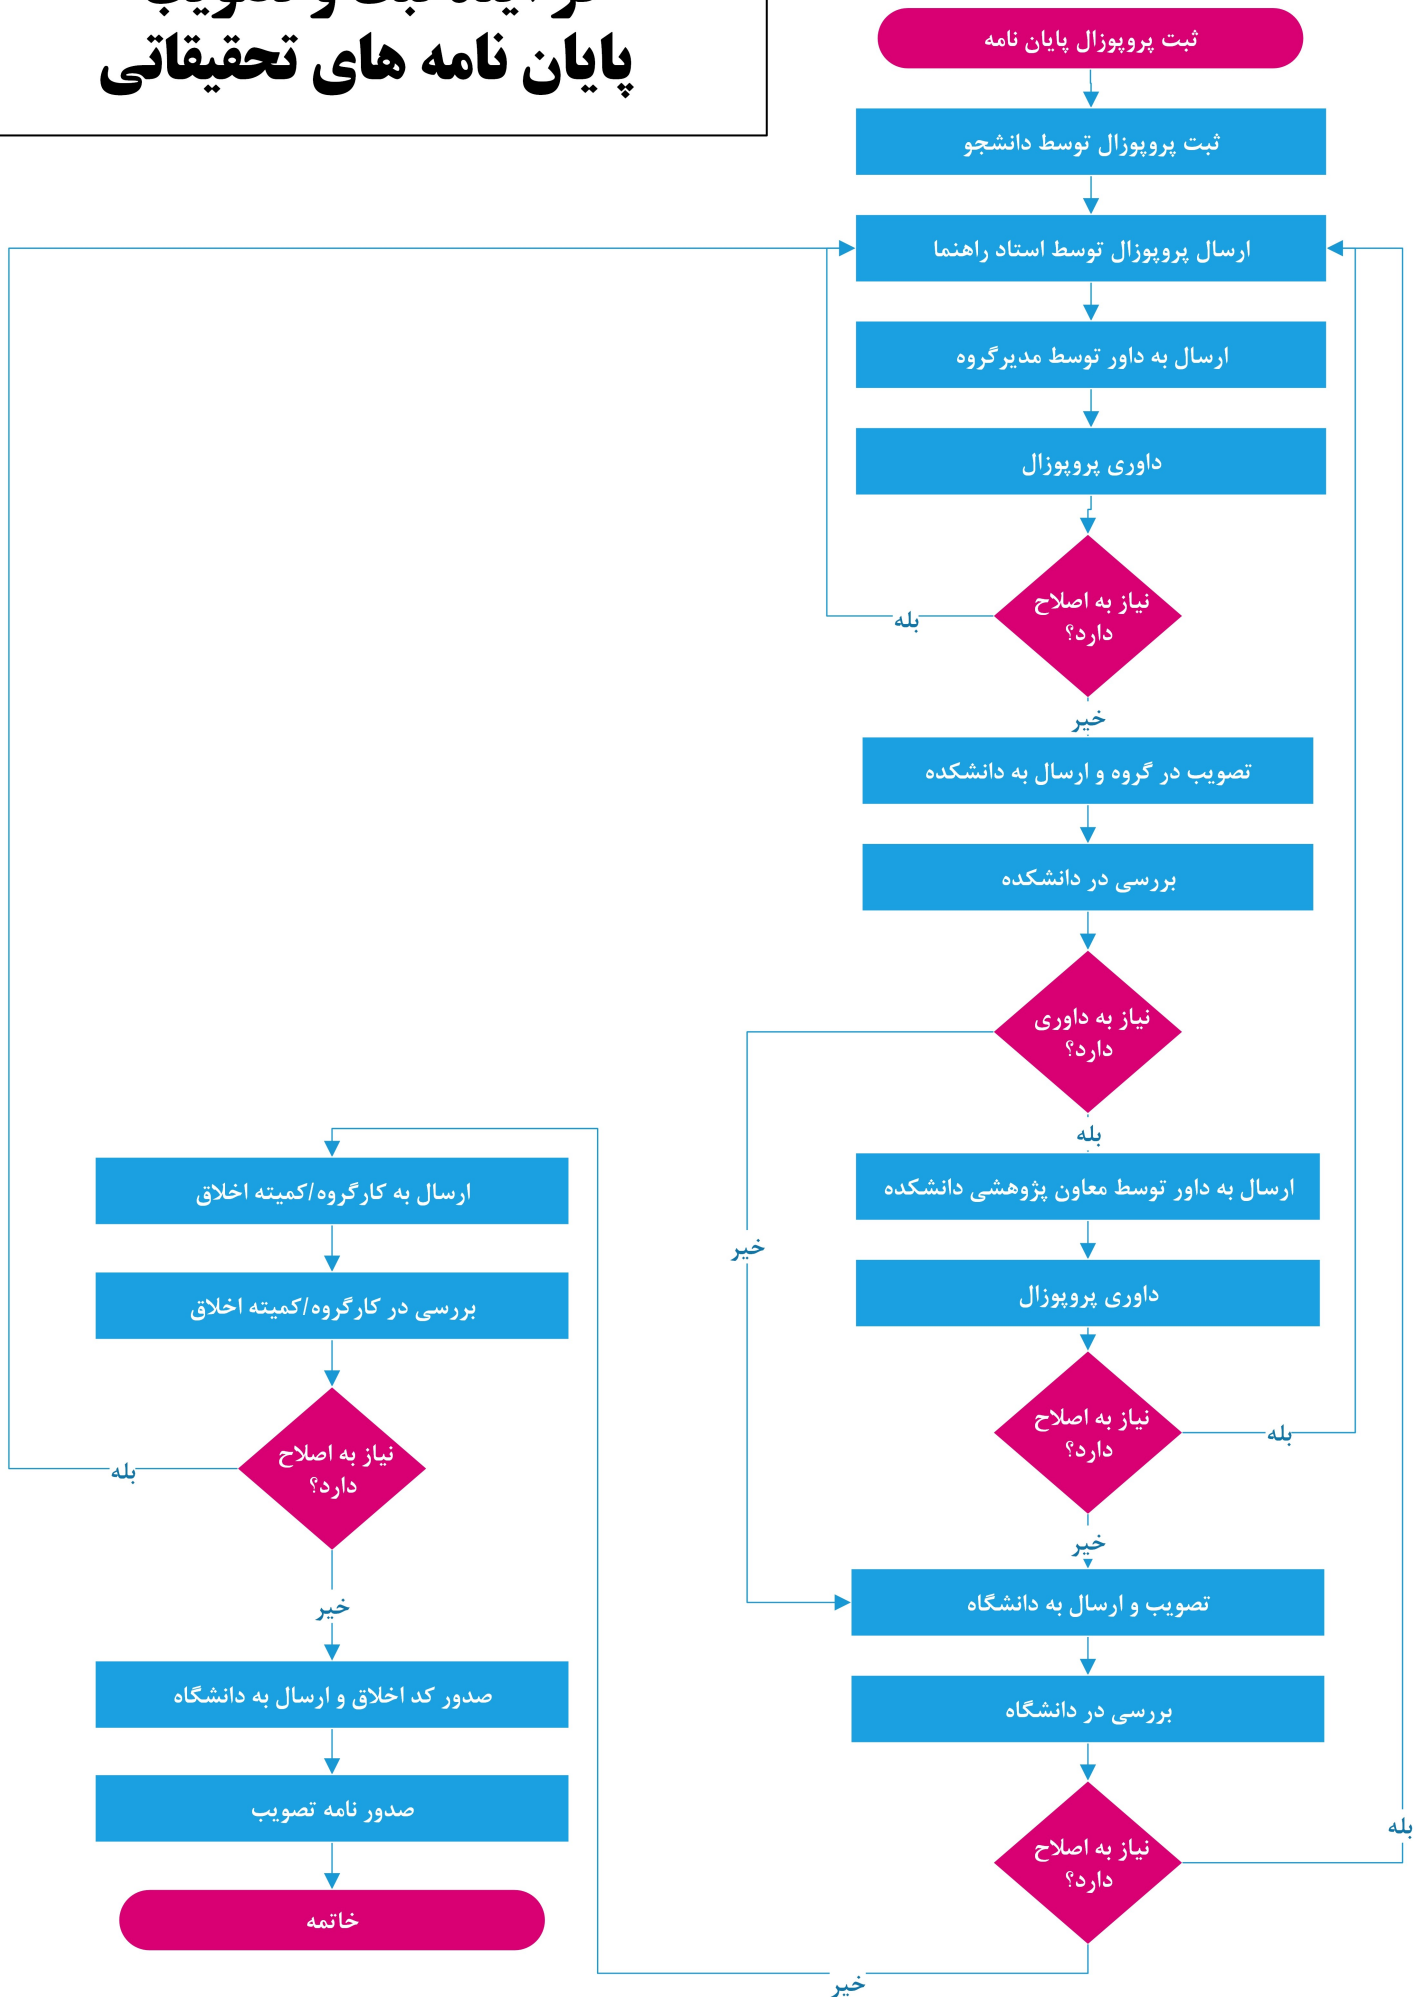 پایان نامه های تحقیقاتی
ثبت پروپوزال پایان نامه
ثبت پروپوزال توسط دانشجو
ارسال پروپوزال توسط استاد راهنما
ارسال به داور توسط مدیرگروه
داوری پروپوزال
نیاز به اصلاح
دارد؟
بله
خیر
تصویب در گروه و ارسال به دانشکده
بررسی در دانشکده
نیاز به داوری
دارد؟
بله
خیر
ارسال به داور توسط معاون پژوهشی دانشکده
داوری پروپوزال
نیاز به اصلاح
دارد؟
بله
خیر
تصویب و ارسال به دانشگاه
بررسی در دانشگاه
نیاز به اصلاح
دارد؟
بله
خیر
ارسال به کارگروه/کمیته اخلاق
بررسی در کارگروه/کمیته اخلاق
نیاز به اصلاح
دارد؟
بله
خیر
صدور کد اخلاق و ارسال به دانشگاه
صدور نامه تصویب
خاتمه